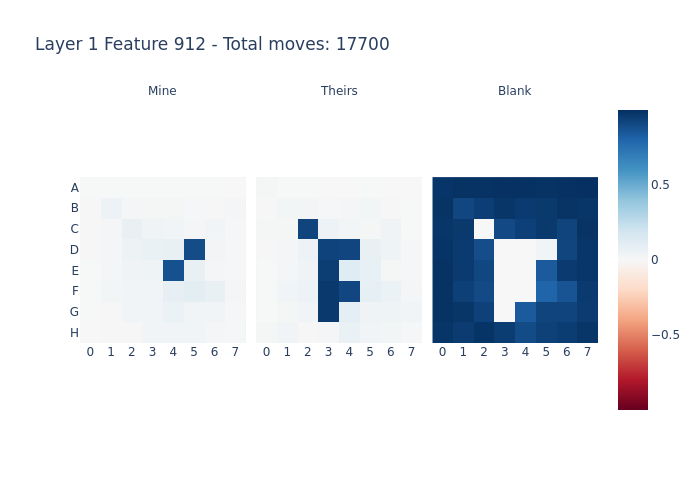 Layer 1 Feature 912 - Total moves: 17700
Mine
Theirs
Blank
A
B
C
D
E
F
G
H
0 1 2 3 4 5 6 7
0 1 2 3 4 5 6 7
0 1 2 3 4 5 6 7
0.5
0
−0.5